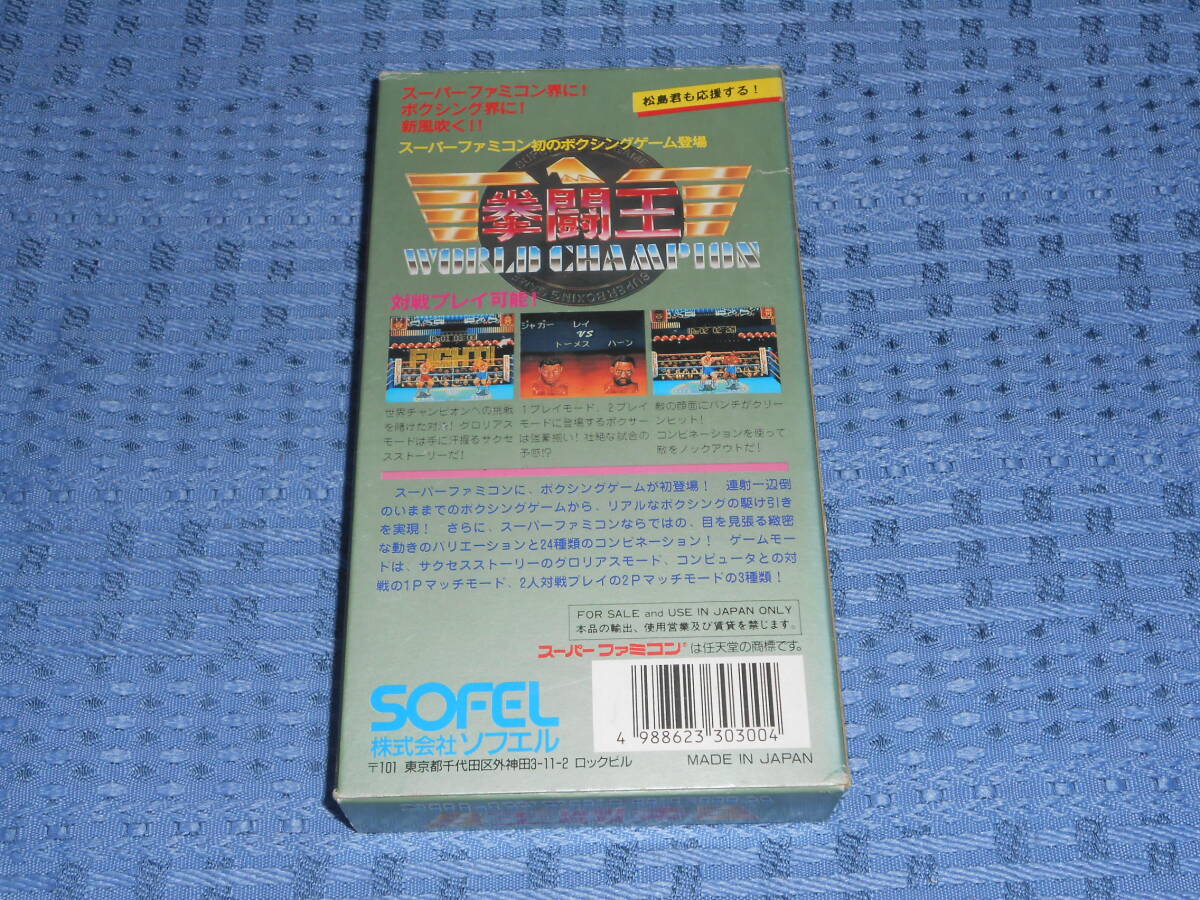 スーパーファミコン界に!
ボクシング界に!
新風吹く!!
松島君も応援する!
スーパーファミコン初のボクシングゲーム登場
拳闘王
WORLD CHAMPION
対戦プレイ可能!
FIGHT!
ジャガー レイ
VS
トーメス ハーン
世界チャンピオンへの挑戦
を賭けた対決!グロリアス
モードは手に汗握るサクセ
スストーリーだ!
1プレイモード、2プレイ
モードに登場するボクサー
は強豪揃い!壮絶な試合の
予感!?
敵の顔面にパンチがクリー
ンヒット!
コンビネーションを使って
敵をノックアウトだ!
スーパーファミコンに、ボクシングゲームが初登場! 連射一辺倒
のいままでのボクシングゲームから、リアルなボクシングの駆け引き
を実現! さらに、スーパーファミコンならではの、目を見張る緻密
な動きのバリエーションと24種類のコンビネーション! ゲームモー
ドは、サクセスストーリーのグロリアスモード、コンピュータとの対
戦の1Pマッチモード、2人対戦プレイの2Pマッチモードの3種類!
FOR SALE and USE IN JAPAN ONLY
本品の輸出、使用営業及び賃貸を禁じます。
スーパーファミコン®は任天堂の商標です。
SOFEL
株式会社ソフエル
4 988623 303004
〒101 東京都千代田区外神田3-11-2 ロックビル
MADE IN JAPAN